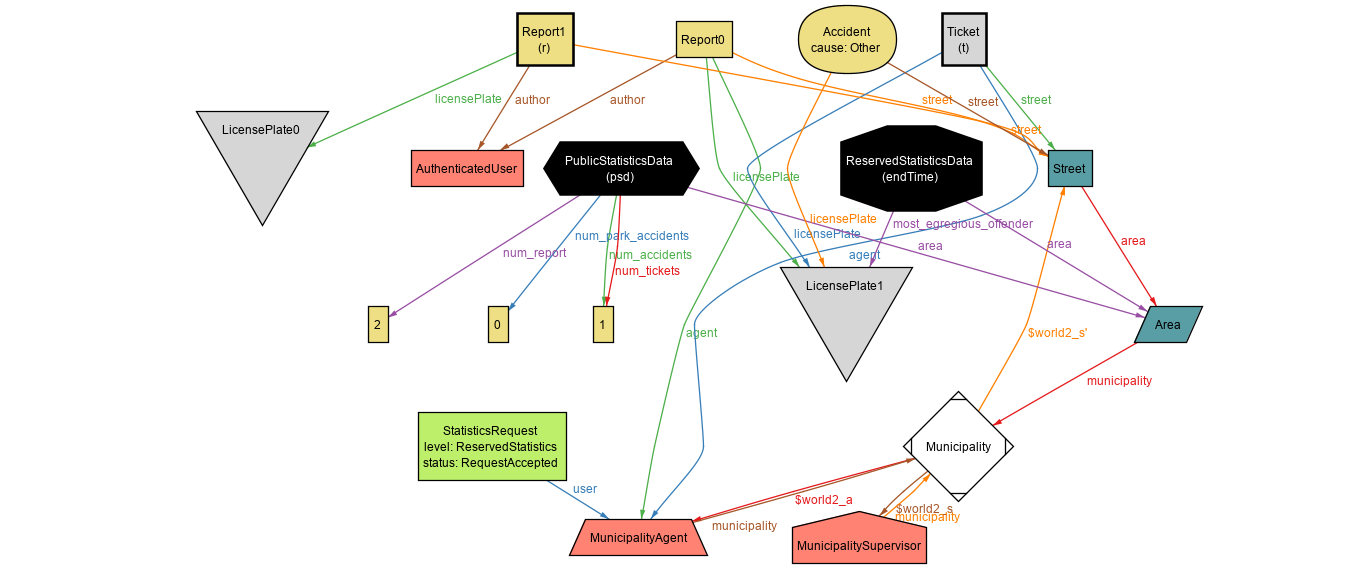 Report1
(r)
Report0
Accident
cause: Other
Ticket
(t)
licensePlate
author
author
street
street
street
street
LicensePlate0
AuthenticatedUser
PublicStatisticsData
(psd)
licensePlate
ReservedStatisticsData
(endTime)
Street
num_report
num_park_accidents
num_accidents
num_tickets
licensePlate
licensePlate
agent
most_egregious_offender
area
area
area
2
0
1
LicensePlate1
Area
agent
$world2_s'
municipality
StatisticsRequest
level: ReservedStatistics
status: RequestAccepted
Municipality
user
$world2_a
$world2_s
municipality
municipality
MunicipalityAgent
MunicipalitySupervisor